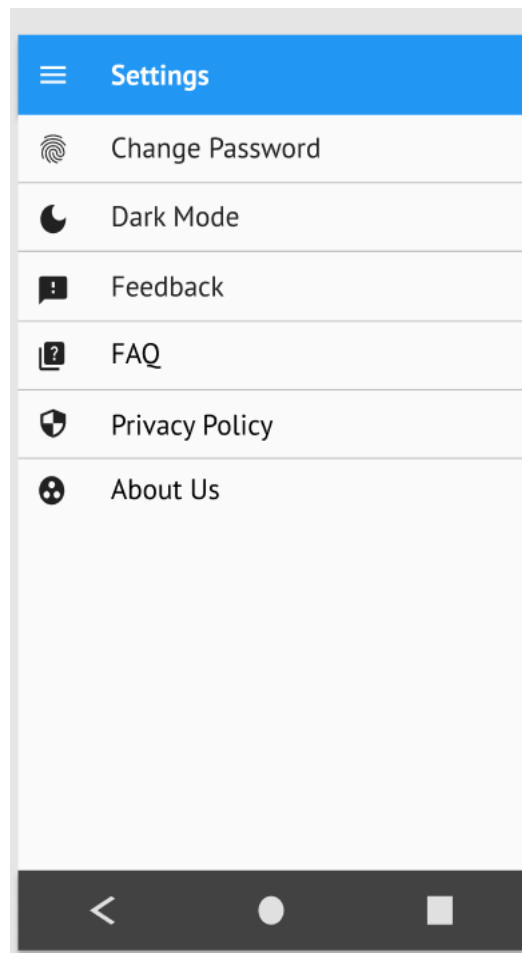 Settings
Change Password
Dark Mode
Feedback
FAQ
Privacy Policy
About Us